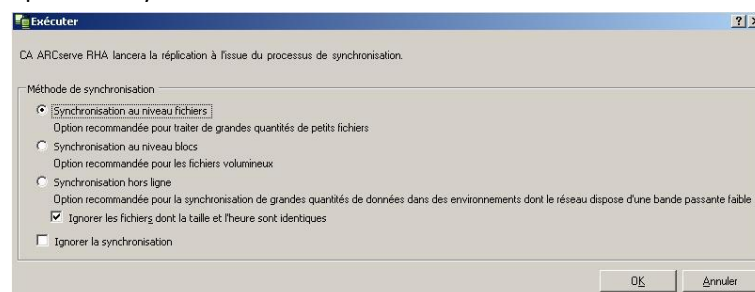 Exécuter
CA ARCserve RHA lancera la réplication à l'issue du processus de synchronisation.
Méthode de synchronisation
Synchronisation au niveau fichiers
Option recommandée pour traiter de grandes quantités de petits fichiers
Synchronisation au niveau blocs
Option recommandée pour les fichiers volumineux
Synchronisation hors ligne
Option recommandée pour la synchronisation de grandes quantités de données dans des environnements dont le réseau dispose d'une bande passante faible
Ignorer les fichiers dont la taille et l'heure sont identiques
Ignorer la synchronisation
OK
Annuler